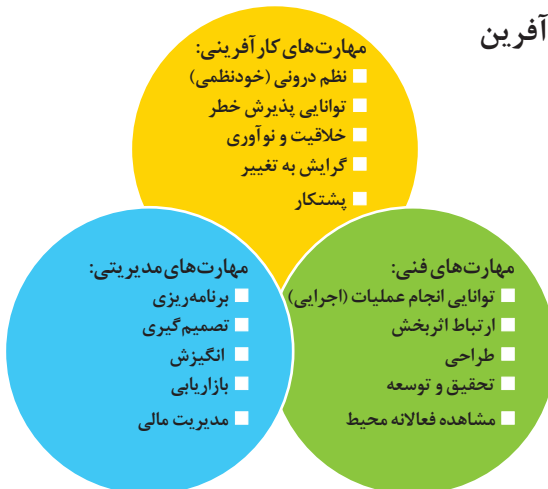 آفرین
مهارت‌های کارآفرینی:
نظم درونی (خودنظمی)
توانایی پذیرش خطر
خلاقیت و نوآوری
گرایش به تغییر
پشتکار
مهارت‌های فنی:
توانایی انجام عملیات (اجرایی)
ارتباط اثربخش
طراحی
تحقیق و توسعه
مشاهده فعالانه محیط
مهارت‌های مدیریتی:
برنامه‌ریزی
تصمیم‌گیری
انگیزش
بازاریابی
مدیریت مالی